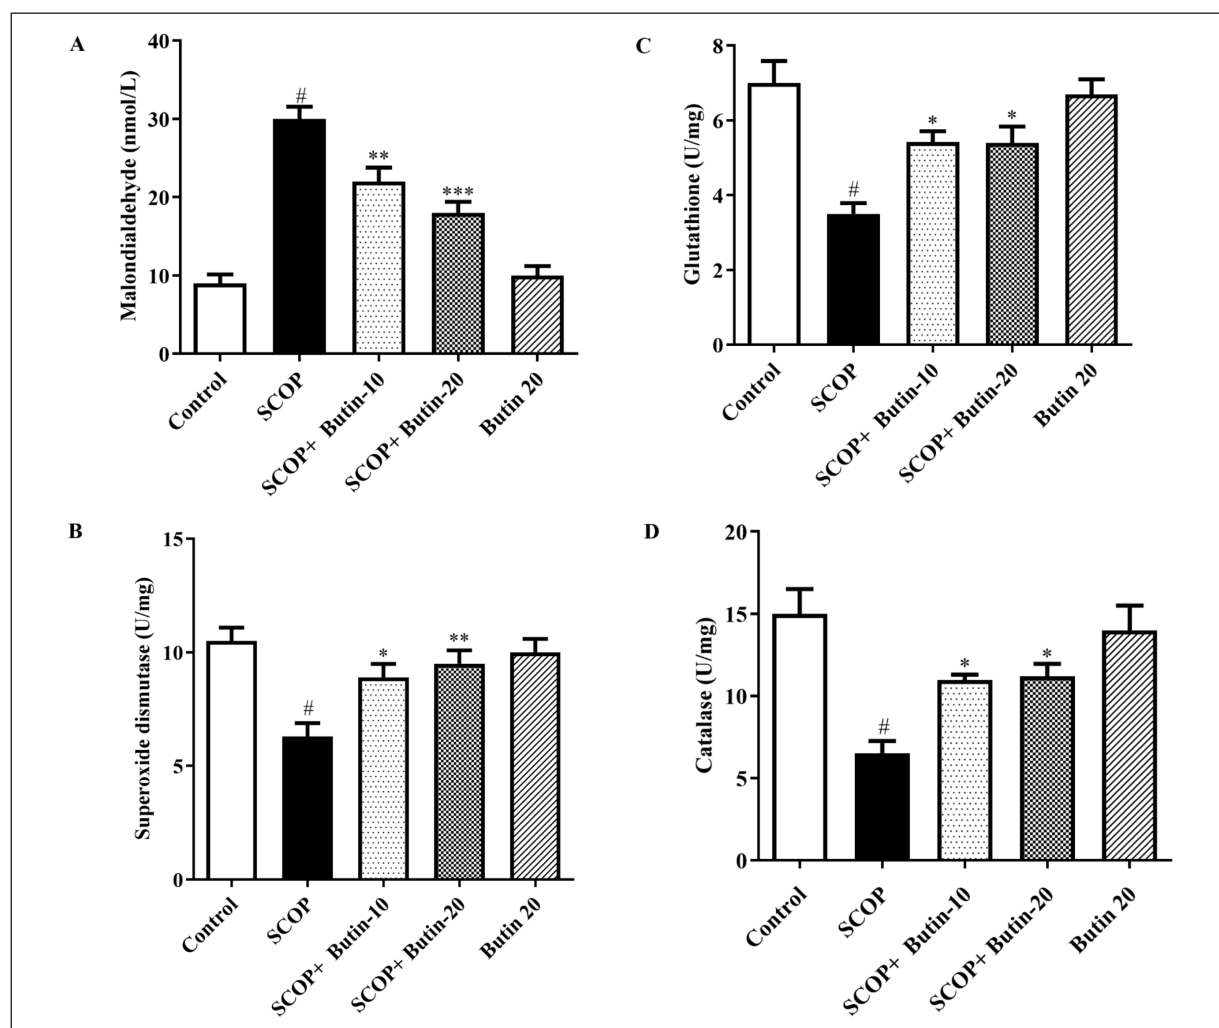 A
Malondialdehyde (nmol/L)
40
30
20
10
0
#
**
***
Control
SCOP
SCOP+ Butin-10
SCOP+ Butin-20
Butin 20
C
Glutathione (U/mg)
8
6
4
2
0
#
*
*
Control
SCOP
SCOP+ Butin-10
SCOP+ Butin-20
Butin 20
B
Superoxide dismutase (U/mg)
15
10
5
0
#
*
**
Control
SCOP
SCOP+ Butin-10
SCOP+ Butin-20
Butin 20
D
Catalase (U/mg)
20
15
10
5
0
#
*
*
Control
SCOP
SCOP+ Butin-10
SCOP+ Butin-20
Butin 20